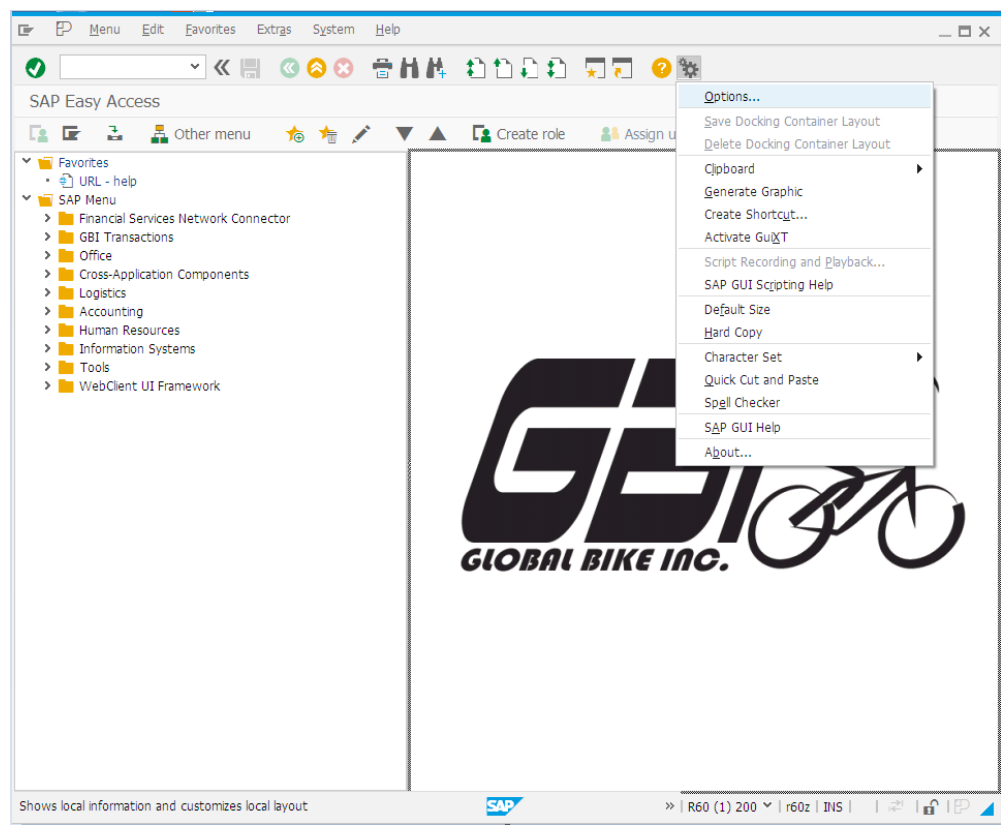 Menu Edit Favorites Extras System Help
SAP Easy Access
Other menu Create role Assign u
Options...
Save Docking Container Layout
Delete Docking Container Layout
Clipboard
Generate Graphic
Create Shortcut...
Activate GuiXT
Script Recording and Playback...
SAP GUI Scripting Help
Default Size
Hard Copy
Character Set
Quick Cut and Paste
Spell Checker
SAP GUI Help
About...
Favorites
URL - help
SAP Menu
Financial Services Network Connector
GBI Transactions
Office
Cross-Application Components
Logistics
Accounting
Human Resources
Information Systems
Tools
WebClient UI Framework
GBI
GLOBAL BIKE INC.
Shows local information and customizes local layout SAP » | R60 (1) 200 | r60z | INS |